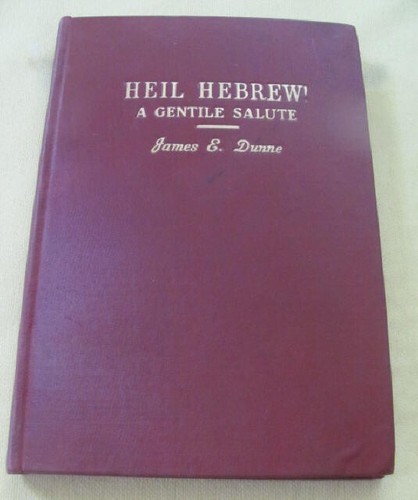 HEIL HEBREW!
A GENTILE SALUTE
James E. Dunne